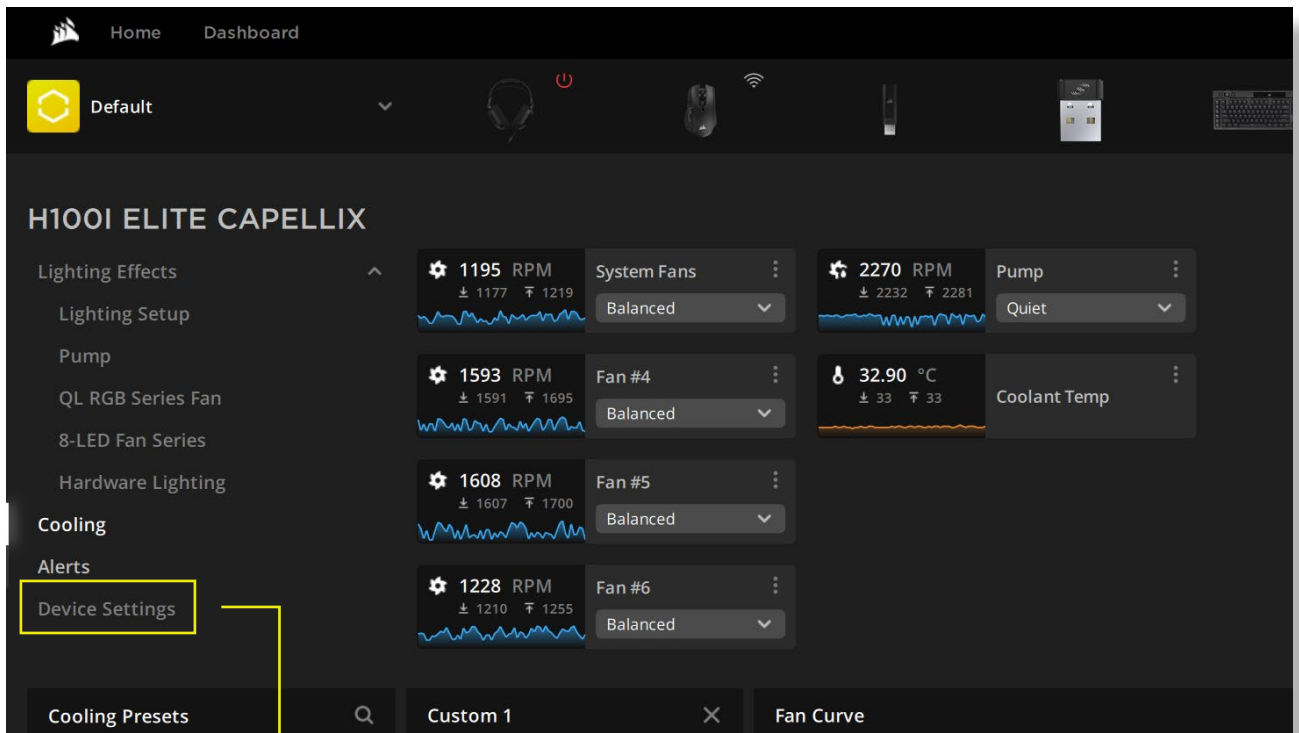 Home Dashboard
Default
H100I ELITE CAPELLIX
Lighting Effects
Lighting Setup
Pump
QL RGB Series Fan
8-LED Fan Series
Hardware Lighting
Cooling
Alerts
Device Settings
1195 RPM System Fans
1177 1219
Balanced
2270 RPM Pump
2232 2281
Quiet
1593 RPM Fan #4
1591 1695
Balanced
32.90 °C
33 33
Coolant Temp
1608 RPM Fan #5
1607 1700
Balanced
1228 RPM Fan #6
1210 1255
Balanced
Cooling Presets
Custom 1
Fan Curve